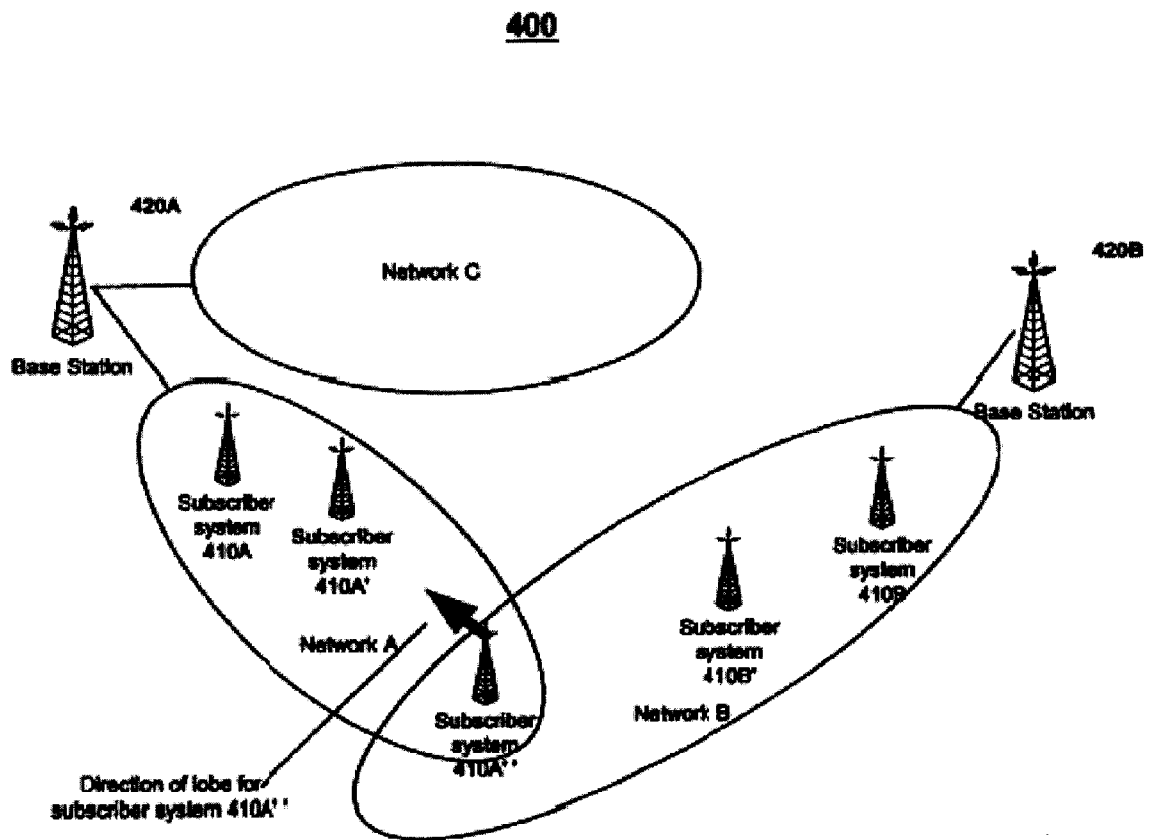 400
420A
Network C
420B
Base Station
Base Station
Subscriber
system
410A
Subscriber
system
410A'
Subscriber
system
410B
Subscriber
system
410B'
Network A
Network B
Subscriber
system
410A''
Direction of lobe for
subscriber system 410A''